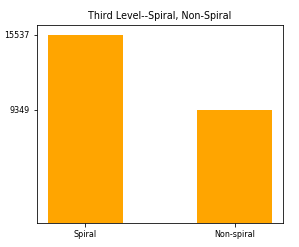 Third Level--Spiral, Non-Spiral
15537
9349
Spiral
Non-spiral